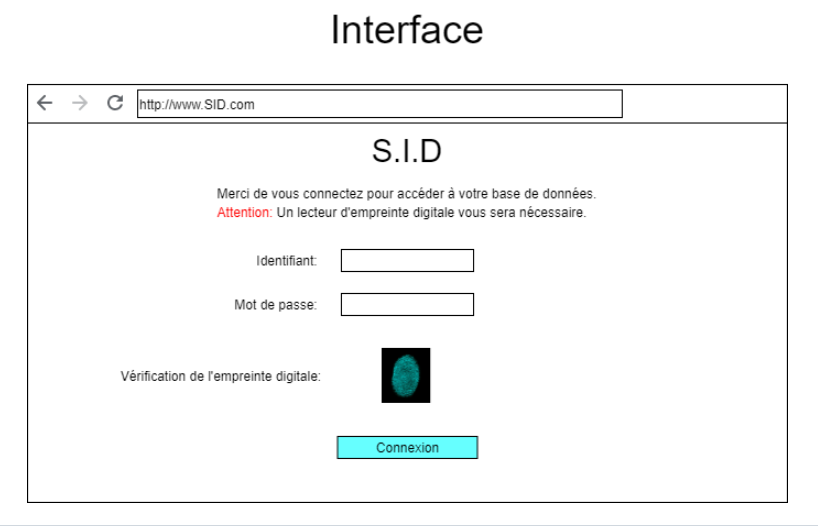 Interface
http://www.SID.com
S.I.D
Merci de vous connectez pour accéder à votre base de données.
Attention: Un lecteur d'empreinte digitale vous sera nécessaire.
Identifiant:
Mot de passe:
Vérification de l'empreinte digitale:
Connexion